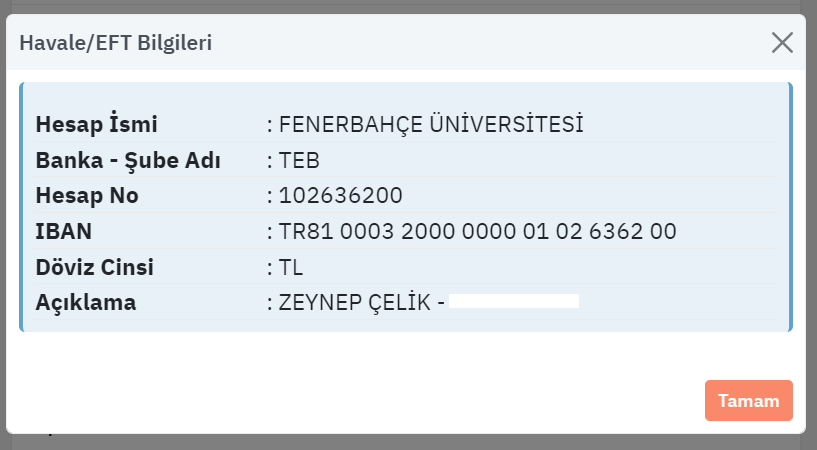 Havale/EFT Bilgileri
Hesap İsmi : FENERBAHÇE ÜNİVERSİTESİ
Banka - Şube Adı : TEB
Hesap No : 102636200
IBAN : TR81 0003 2000 0000 01 02 6362 00
Döviz Cinsi : TL
Açıklama : ZEYNEP ÇELİK -
Tamam